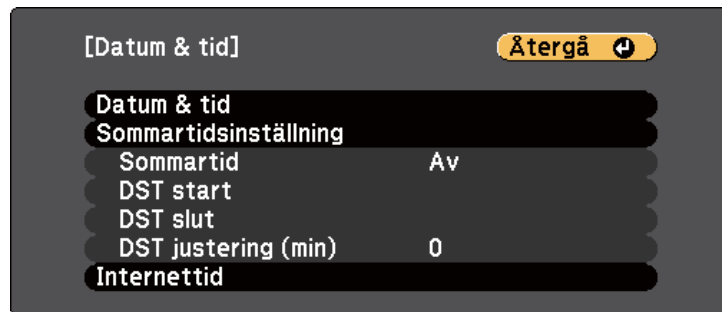 [Datum & tid]
Återgå
Datum & tid
Sommartidsinställning
Sommartid Av
DST start
DST slut
DST justering (min) 0
Internettid